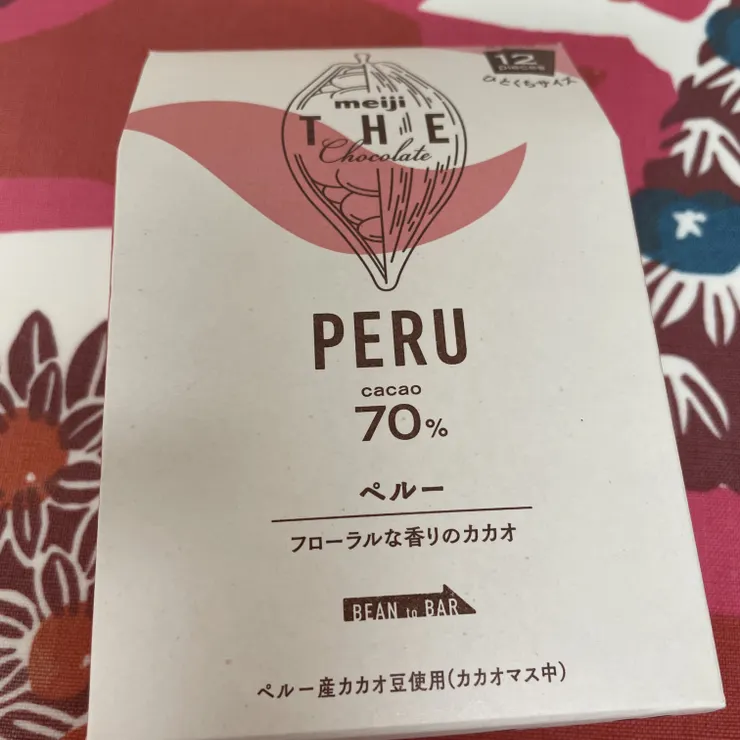 12
pieces
ひとくちサイズ
meiji
THE
Chocolate
PERU
cacao
70%
ペルー
フローラルな香りのカカオ
BEAN to BAR
ペルー産カカオ豆使用(カカオマス中)